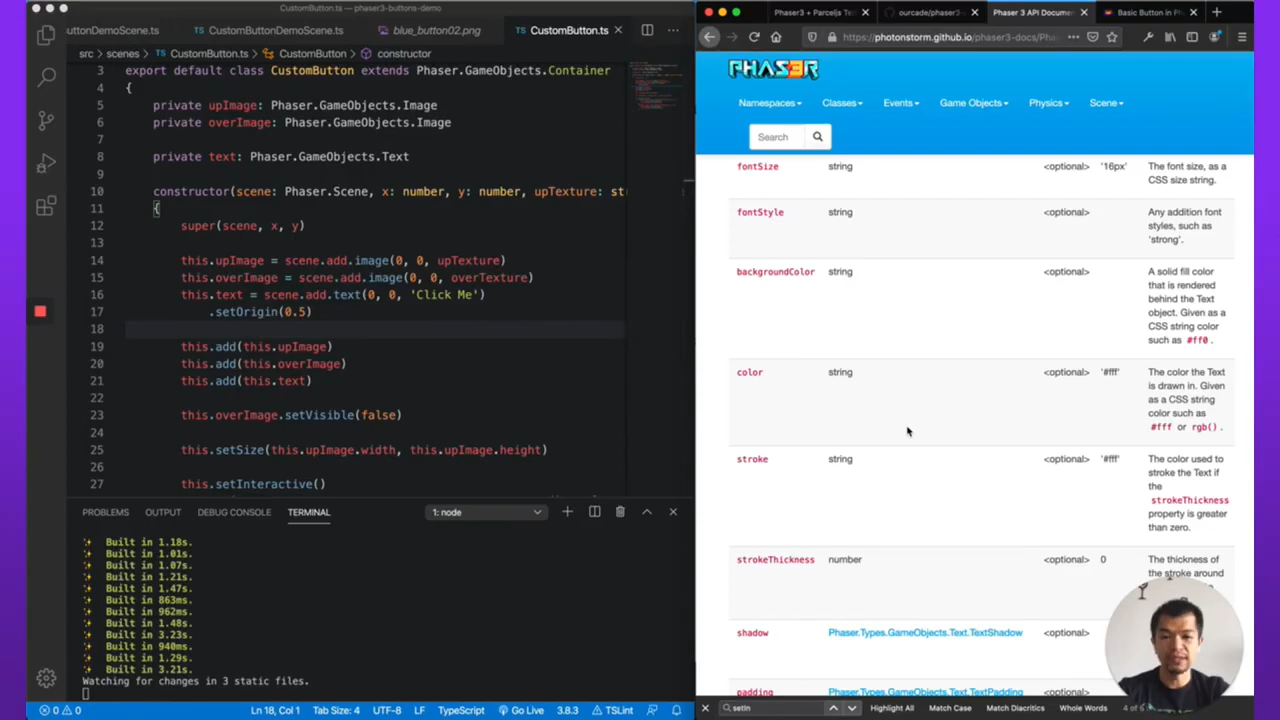 CustomButton.ts — phaser3-buttons-demo
uttonDemoScene.ts
CustomButtonDemoScene.ts
blue_button02.png
CustomButton.ts
src > scenes > CustomButton.ts > CustomButton > constructor
3 export default class CustomButton extends Phaser.GameObjects.Container
4 {
5 private upImage: Phaser.GameObjects.Image
6 private overImage: Phaser.GameObjects.Image
7
8 private text: Phaser.GameObjects.Text
9
10 constructor(scene: Phaser.Scene, x: number, y: number, upTexture: str
11 {
12 super(scene, x, y)
13
14 this.upImage = scene.add.image(0, 0, upTexture)
15 this.overImage = scene.add.image(0, 0, overTexture)
16 this.text = scene.add.text(0, 0, 'Click Me')
17 .setOrigin(0.5)
18
19 this.add(this.upImage)
20 this.add(this.overImage)
21 this.add(this.text)
22
23 this.overImage.setVisible(false)
24
25 this.setSize(this.upImage.width, this.upImage.height)
26
27 this.setInteractive()
PROBLEMS OUTPUT DEBUG CONSOLE TERMINAL 1: node
Built in 1.18s.
Built in 1.01s.
Built in 1.07s.
Built in 1.21s.
Built in 1.47s.
Built in 863ms.
Built in 962ms.
Built in 1.48s.
Built in 3.23s.
Built in 940ms.
Built in 1.29s.
Built in 3.21s.
Watching for changes in 3 static files.
0 0 Ln 18, Col 1 Tab Size: 4 UTF-8 LF TypeScript Go Live 3.8.3 TSLint
Phaser3 + Parceljs Te
ourcade/phaser3-
Phaser 3 API Docume
Basic Button in P
https://photonstorm.github.io/phaser3-docs/Pha
PHAS3R
Namespaces Classes Events Game Objects Physics Scene
Search
fontSize string <optional> '16px' The font size, as a
CSS size string.
fontStyle string <optional> Any addition font
styles, such as
'strong'.
backgroundColor string <optional> A solid fill color
that is rendered
behind the Text
object. Given as a
CSS string color
such as #ff0.
color string <optional> '#fff' The color the Text
is drawn in. Given
as a CSS string
color such as
#fff or rgb().
stroke string <optional> '#fff' The color used to
stroke the Text if
the
strokeThickness
property is greater
than zero.
strokeThickness number <optional> 0 The thickness of
the stroke around
shadow Phaser.Types.GameObjects.Text.TextShadow <optional>
padding Phaser.Types.GameObjects.Text.TextPadding <optional>
setIn Highlight All Match Case Match Diacritics Whole Words 4 of